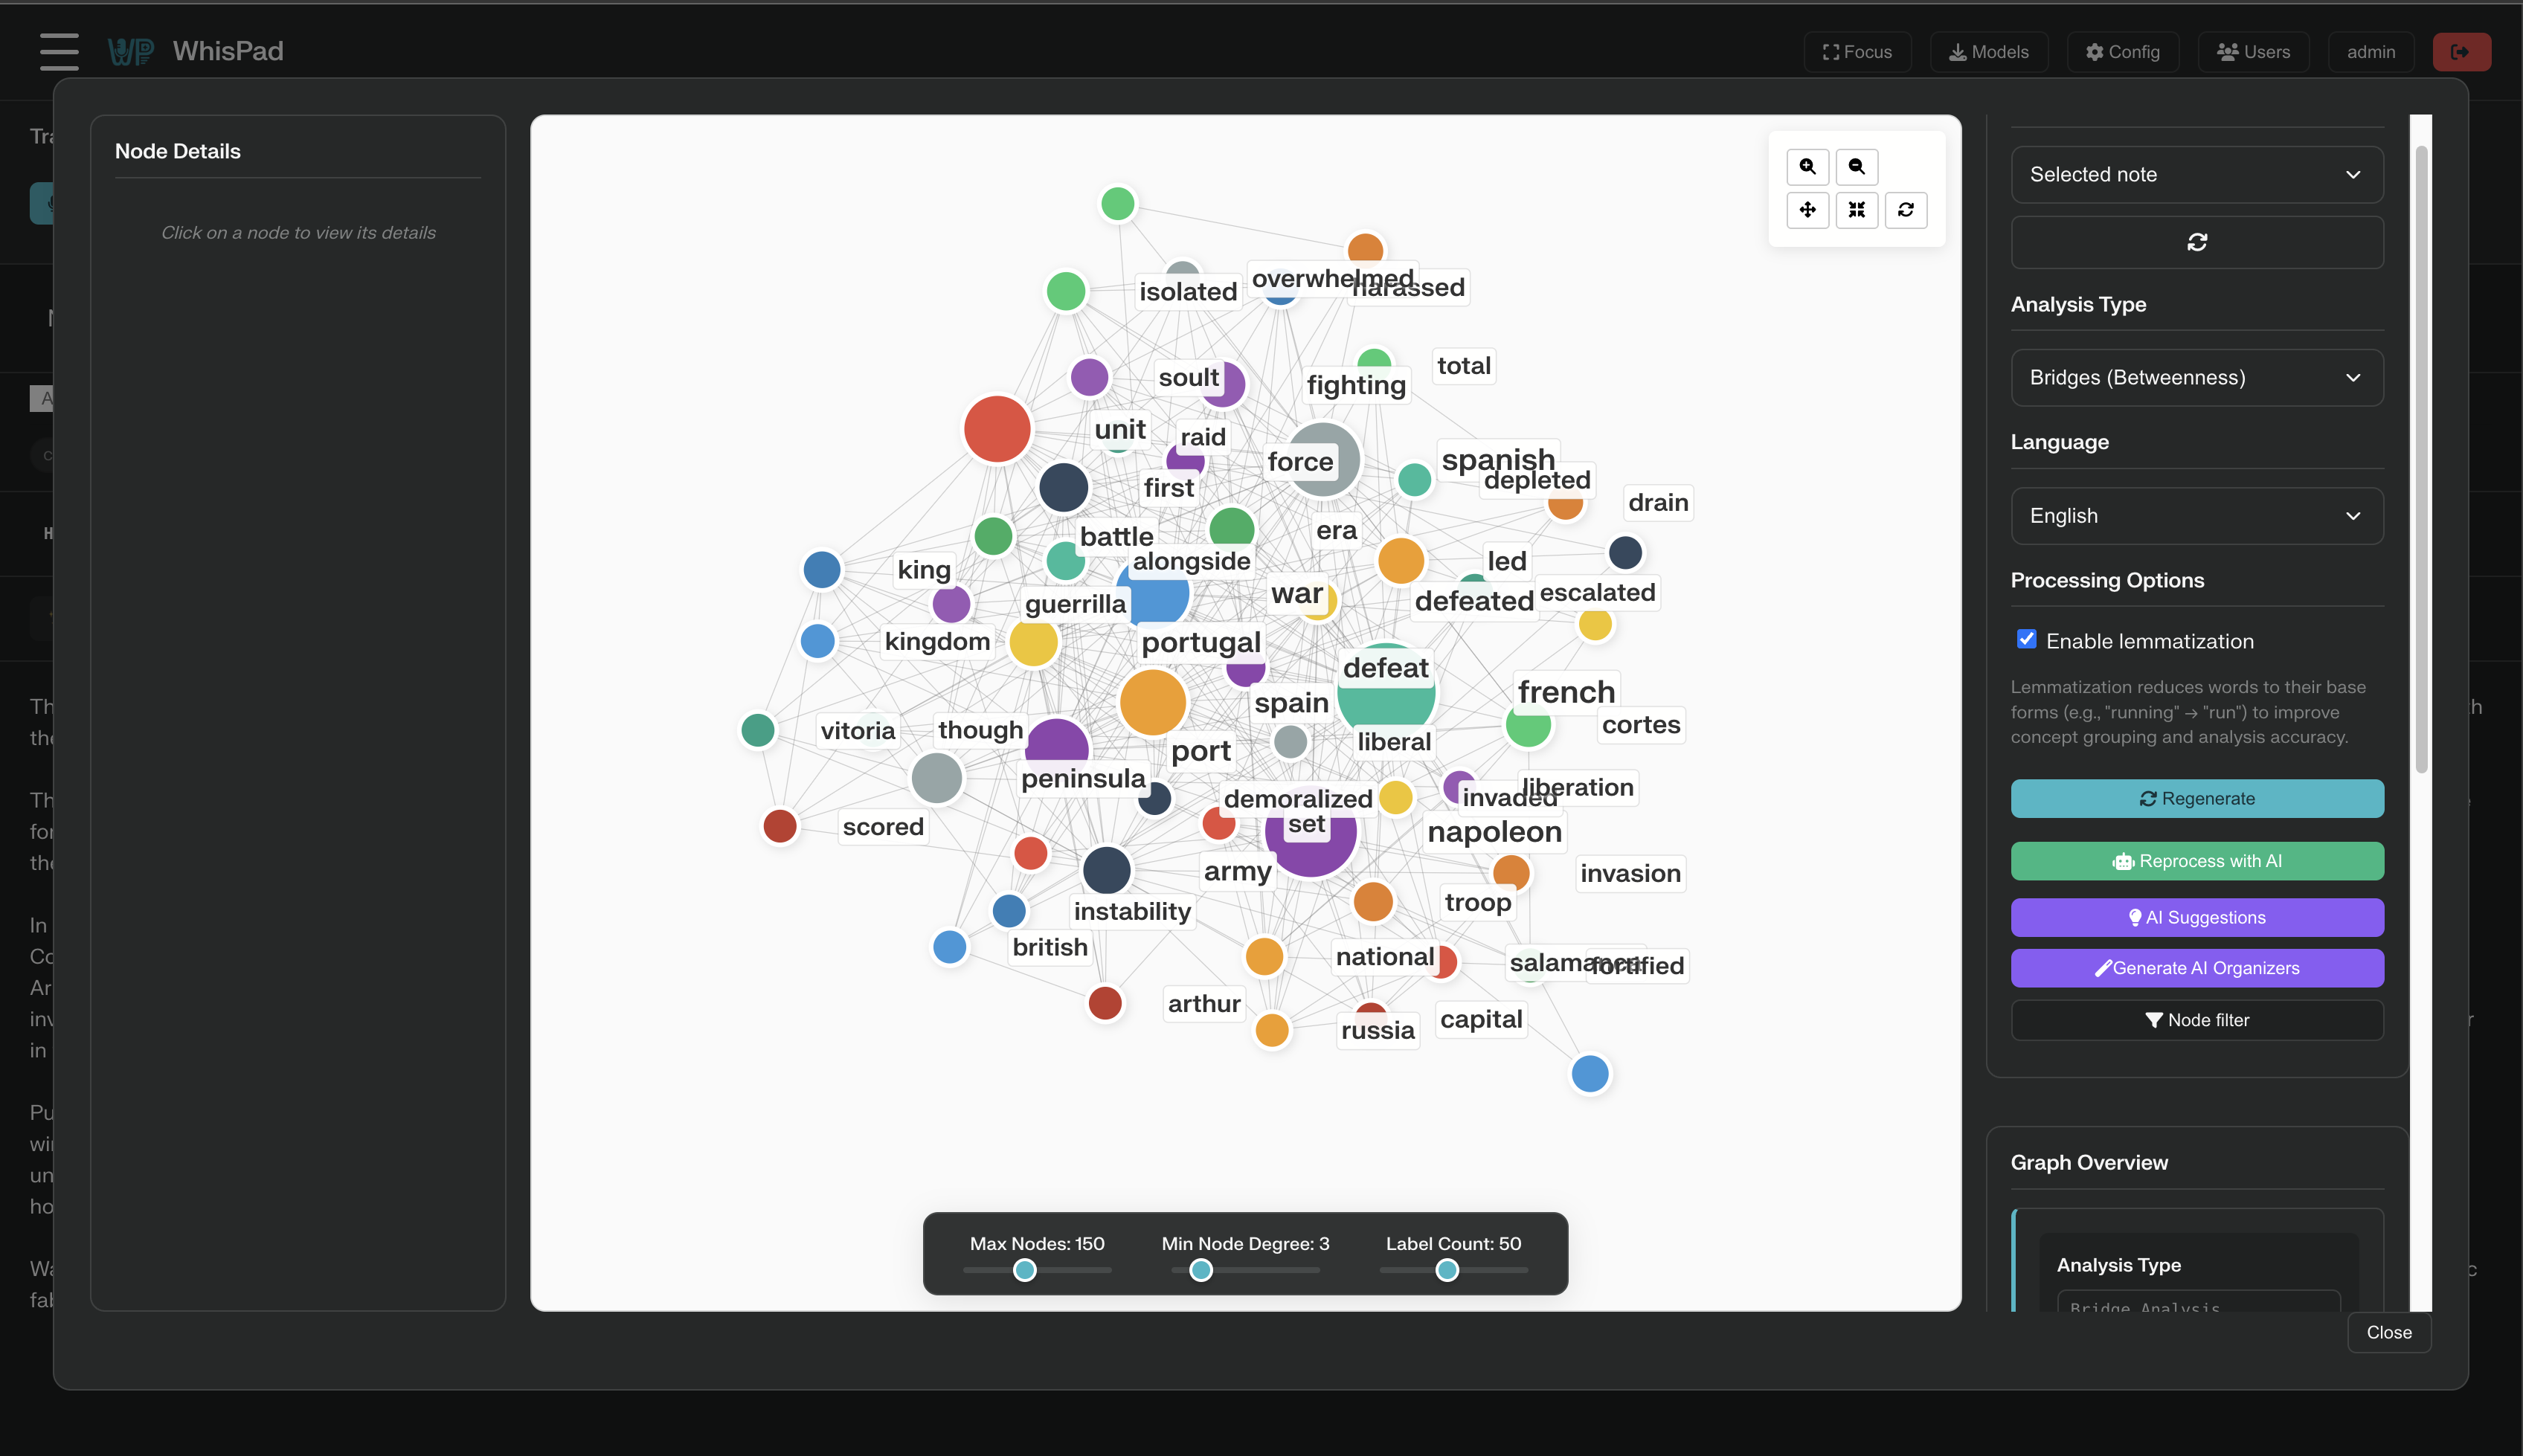 WhisPad
Focus
Models
Config
Users
admin
Node Details
Click on a node to view its details
isolated
overwhelmed
harassed
total
soult
fighting
unit
raid
force
spanish
depleted
first
drain
era
battle
alongside
led
king
guerrilla
war
defeated
escalated
kingdom
portugal
defeat
french
spain
cortes
vitoria
though
port
liberal
peninsula
demoralized
invaded
liberation
set
scored
napoleon
army
invasion
instability
troop
british
national
salamanca
fortified
arthur
russia
capital
Max Nodes: 150
Min Node Degree: 3
Label Count: 50
Selected note
Analysis Type
Bridges (Betweenness)
Language
English
Processing Options
Enable lemmatization
Lemmatization reduces words to their base
forms (e.g., "running" → "run") to improve
concept grouping and analysis accuracy.
Regenerate
Reprocess with AI
AI Suggestions
Generate AI Organizers
Node filter
Graph Overview
Analysis Type
Bridge Analysis
Close